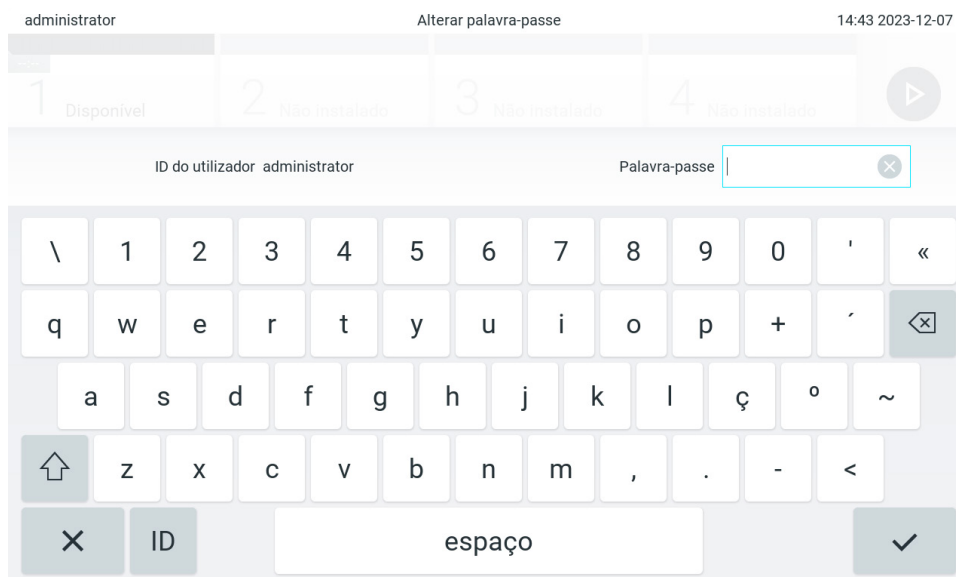 administrator Alterar palavra-passe 14:43 2023-12-07
1 Disponível 2 Não instalado 3 Não instalado 4 Não instalado
ID do utilizador administrator Palavra-passe
\ 1 2 3 4 5 6 7 8 9 0 ' «
q w e r t y u i o p + ´
a s d f g h j k l ç º ~
z x c v b n m , . - <
ID espaço